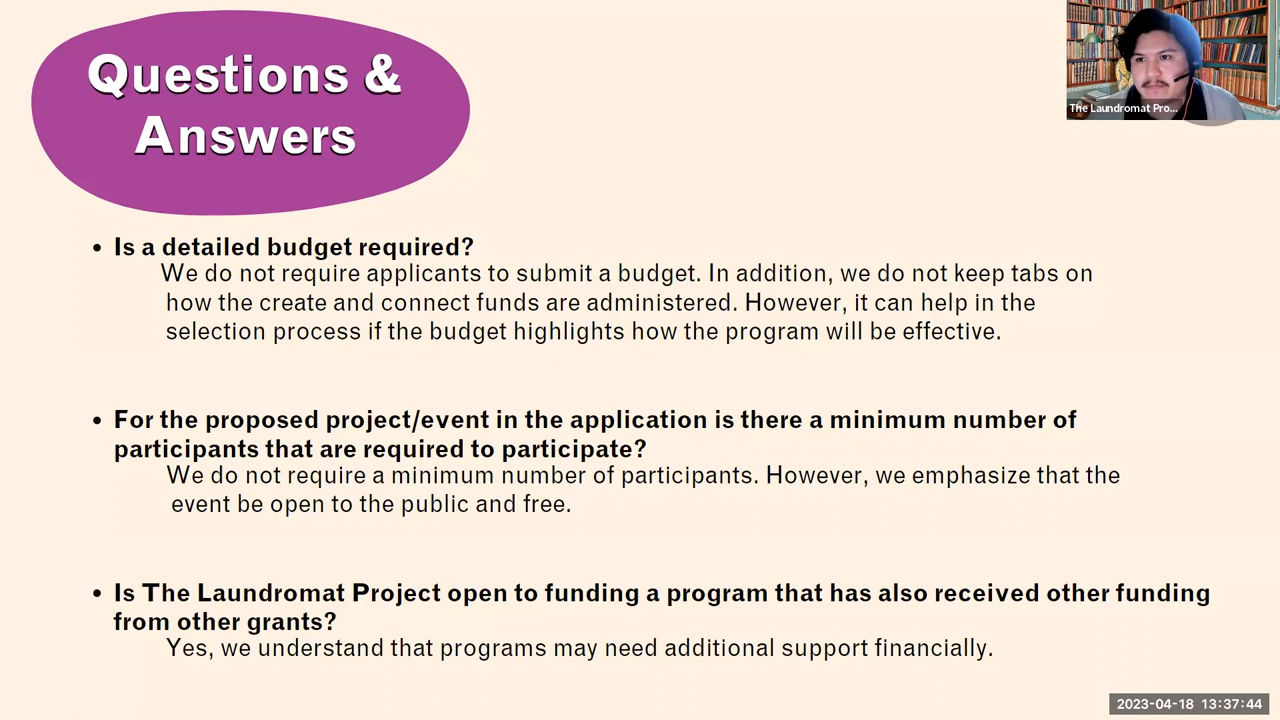 Questions &
Answers
The Laundromat Pro...
• Is a detailed budget required?
We do not require applicants to submit a budget. In addition, we do not keep tabs on
how the create and connect funds are administered. However, it can help in the
selection process if the budget highlights how the program will be effective.
• For the proposed project/event in the application is there a minimum number of
participants that are required to participate?
We do not require a minimum number of participants. However, we emphasize that the
event be open to the public and free.
• Is The Laundromat Project open to funding a program that has also received other funding
from other grants?
Yes, we understand that programs may need additional support financially.
2023-04-18 13:37:44